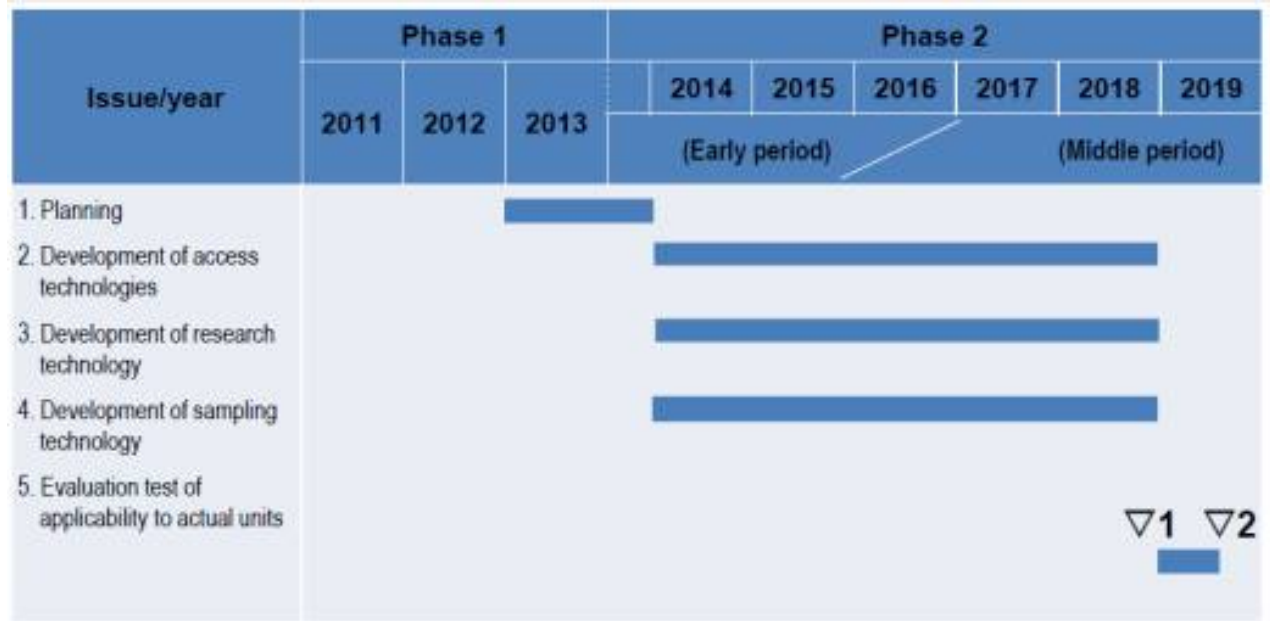 Issue/year
Phase 1
Phase 2
2011
2012
2013
2014
2015
2016
2017
2018
2019
(Early period)
(Middle period)
1. Planning
2. Development of access
technologies
3. Development of research
technology
4. Development of sampling
technology
5. Evaluation test of
applicability to actual units
▽1 ▽2